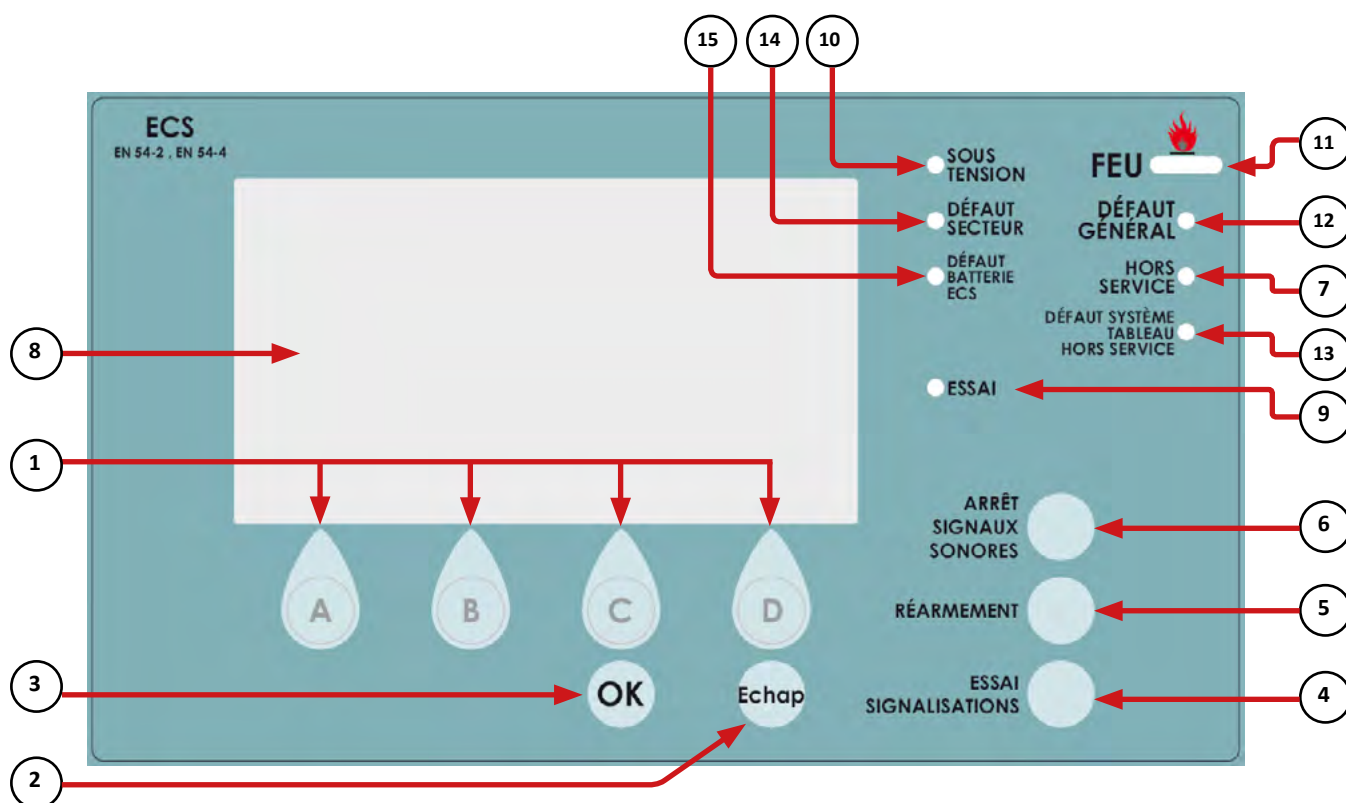 15
14
10
ECS
EN 54-2 , EN 54-4
SOUS
TENSION
FEU
11
DÉFAUT
SECTEUR
DÉFAUT
GÉNÉRAL
12
DÉFAUT
BATTERIE
ECS
HORS
SERVICE
7
DÉFAUT SYSTÈME
TABLEAU
HORS SERVICE
13
8
ESSAI
9
1
ARRÊT
SIGNAUX
SONORES
6
A
B
C
D
RÉARMEMENT
5
3
OK
Echap
ESSAI
SIGNALISATIONS
4
2